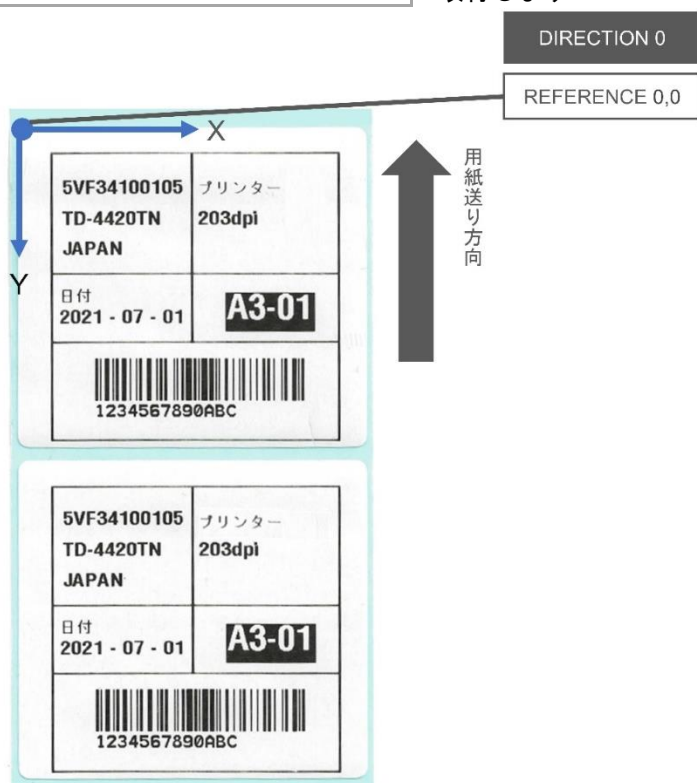 DIRECTION 0
REFERENCE 0,0
X
Y
用紙送り方向
5VF34100105
TD-4420TN
JAPAN
プリンター
203dpi
日付
2021 - 07 - 01
A3-01
1234567890ABC
5VF34100105
TD-4420TN
JAPAN
プリンター
203dpi
日付
2021 - 07 - 01
A3-01
1234567890ABC